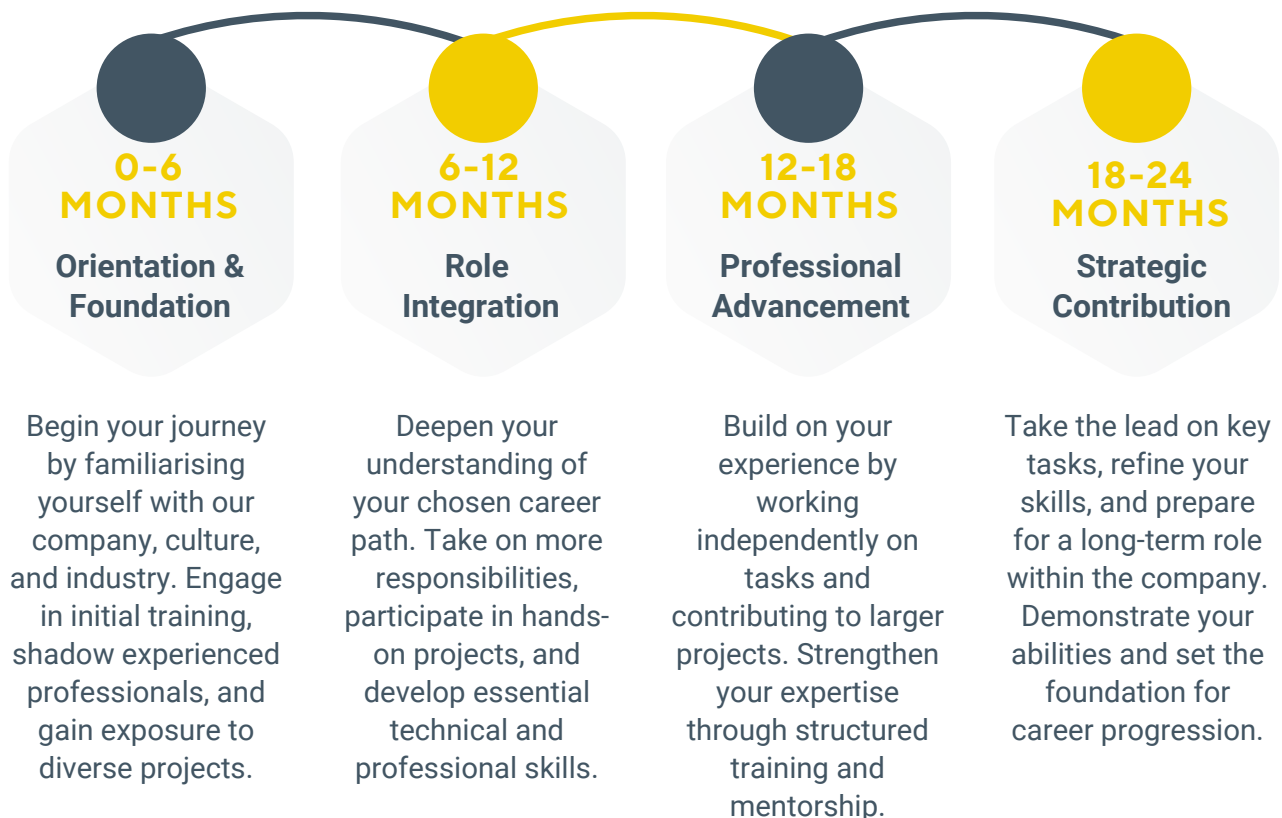 0-6
MONTHS
Orientation &
Foundation
Begin your journey
by familiarising
yourself with our
company, culture,
and industry. Engage
in initial training,
shadow experienced
professionals, and
gain exposure to
diverse projects.
6-12
MONTHS
Role
Integration
Deepen your
understanding of
your chosen career
path. Take on more
responsibilities,
participate in hands-
on projects, and
develop essential
technical and
professional skills.
12-18
MONTHS
Professional
Advancement
Build on your
experience by
working
independently on
tasks and
contributing to larger
projects. Strengthen
your expertise
through structured
training and
mentorship.
18-24
MONTHS
Strategic
Contribution
Take the lead on key
tasks, refine your
skills, and prepare
for a long-term role
within the company.
Demonstrate your
abilities and set the
foundation for
career progression.